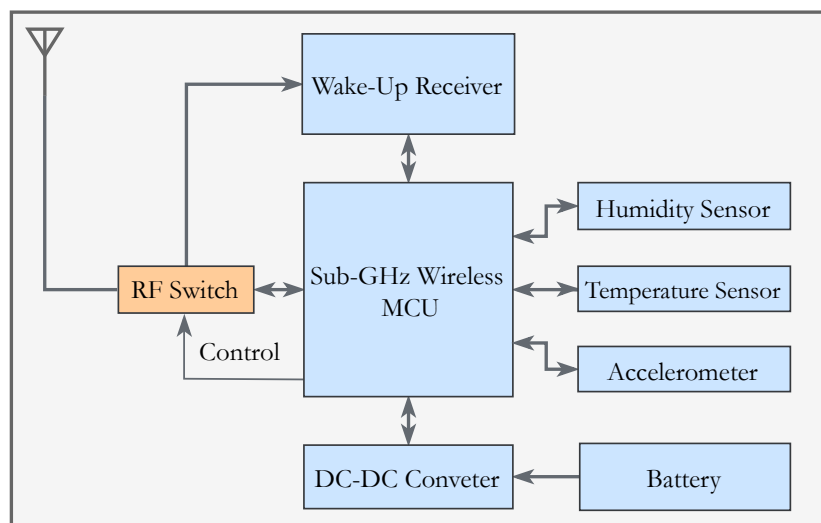 Wake-Up Receiver
Humidity Sensor
RF Switch
Sub-GHz Wireless
MCU
Temperature Sensor
Control
Accelerometer
DC-DC Conveter
Battery